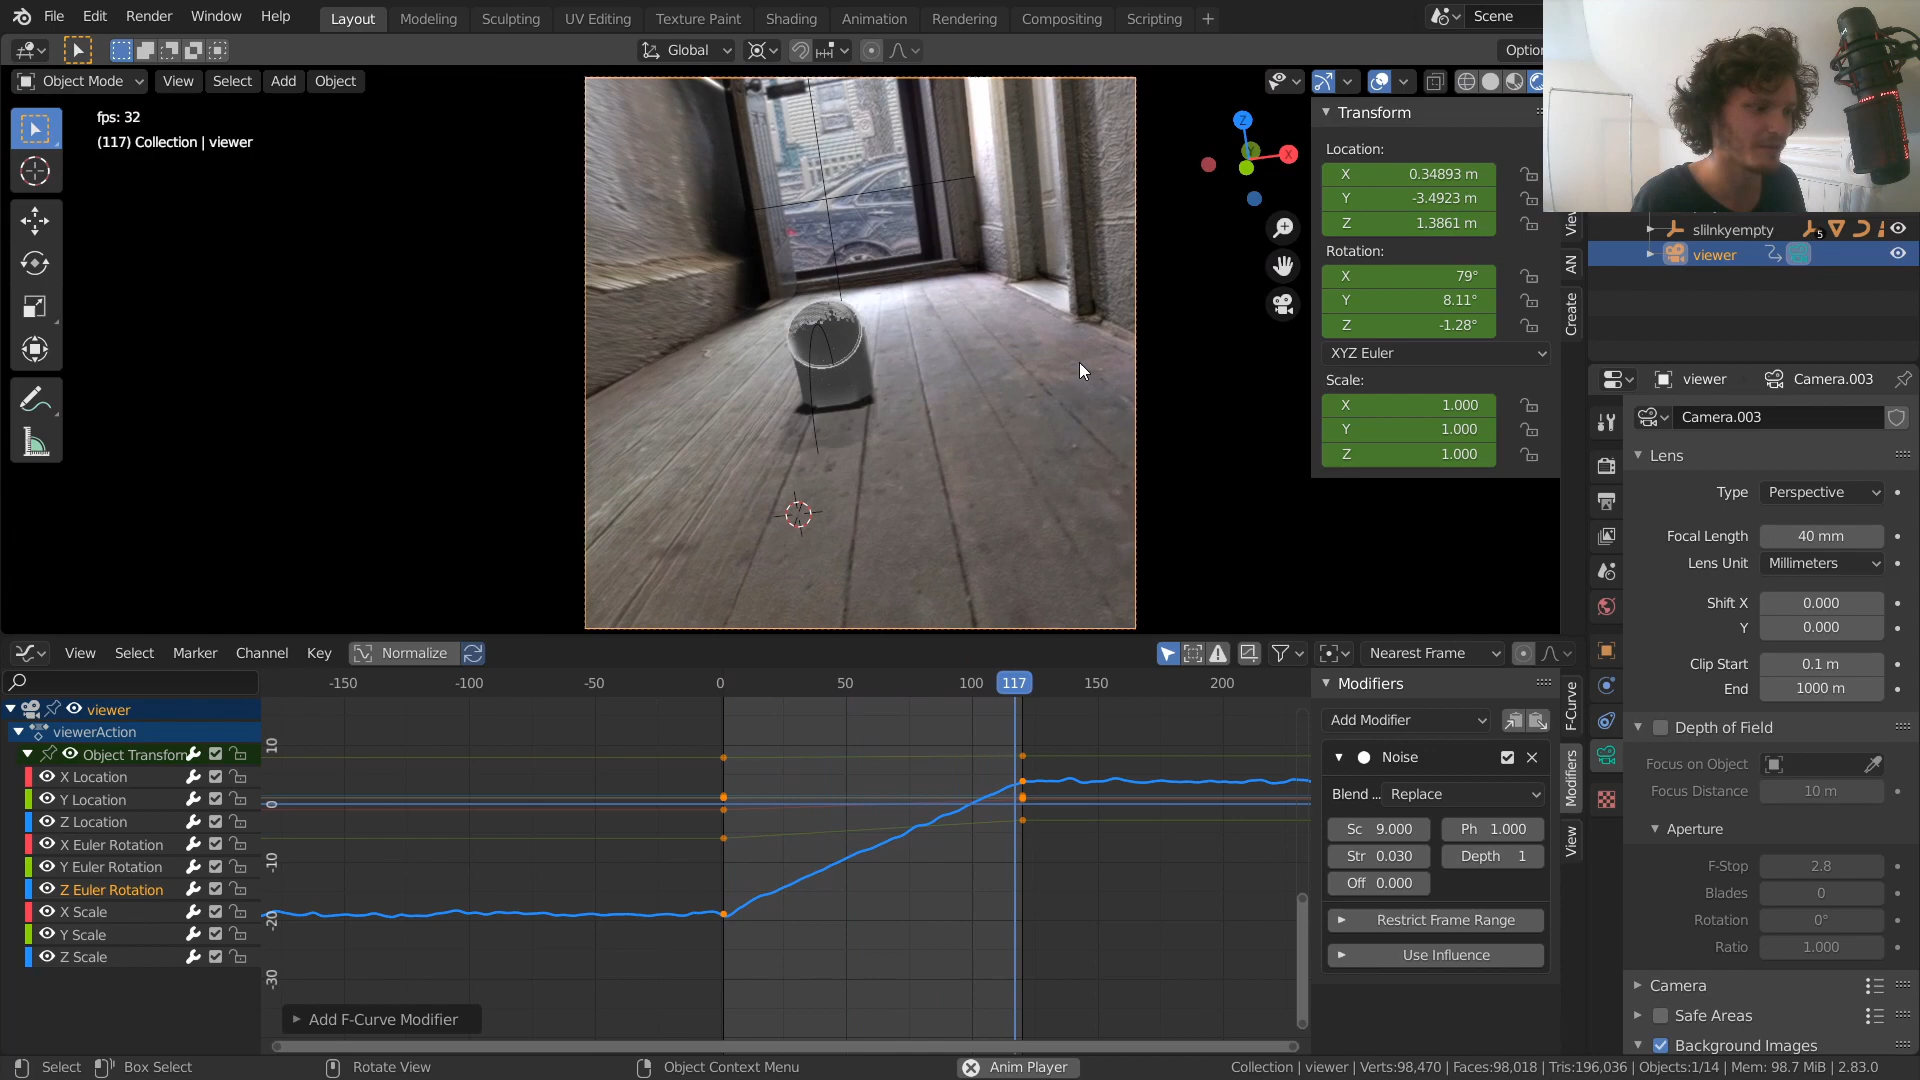 File Edit Render Window Help Layout Modeling Sculpting UV Editing Texture Paint Shading Animation Rendering Compositing Scripting Scene
Global
Object Mode View Select Add Object
fps: 32
(117) Collection | viewer
Z
X
Transform
Location:
X 0.34893 m
Y -3.4923 m
Z 1.3861 m
Rotation:
X 79°
Y 8.11°
Z -1.28°
XYZ Euler
Scale:
X 1.000
Y 1.000
Z 1.000
AN
Create
slilnkyempty 5
viewer
viewer Camera.003
Camera.003
Lens
Type Perspective
Focal Length 40 mm
Lens Unit Millimeters
Shift X 0.000
Y 0.000
Clip Start 0.1 m
End 1000 m
Depth of Field
Focus on Object
Focus Distance 10 m
Aperture
F-Stop 2.8
Blades 0
Rotation 0°
Ratio 1.000
Camera
Safe Areas
Background Images
View Select Marker Channel Key Normalize Nearest Frame
-150 -100 -50 0 50 100 117 150 200
10
0
-10
-20
-30
viewer
viewerAction
Object Transform
X Location
Y Location
Z Location
X Euler Rotation
Y Euler Rotation
Z Euler Rotation
X Scale
Y Scale
Z Scale
Add F-Curve Modifier
Modifiers
Add Modifier
Noise
Blend ... Replace
Sc 9.000 Ph 1.000
Str 0.030 Depth 1
Off 0.000
Restrict Frame Range
Use Influence
F-Curve
Modifiers
View
Select Box Select Rotate View Object Context Menu Anim Player Collection | viewer | Verts:98,470 | Faces:98,018 | Tris:196,036 | Objects:1/14 | Mem: 98.7 MiB | 2.83.0